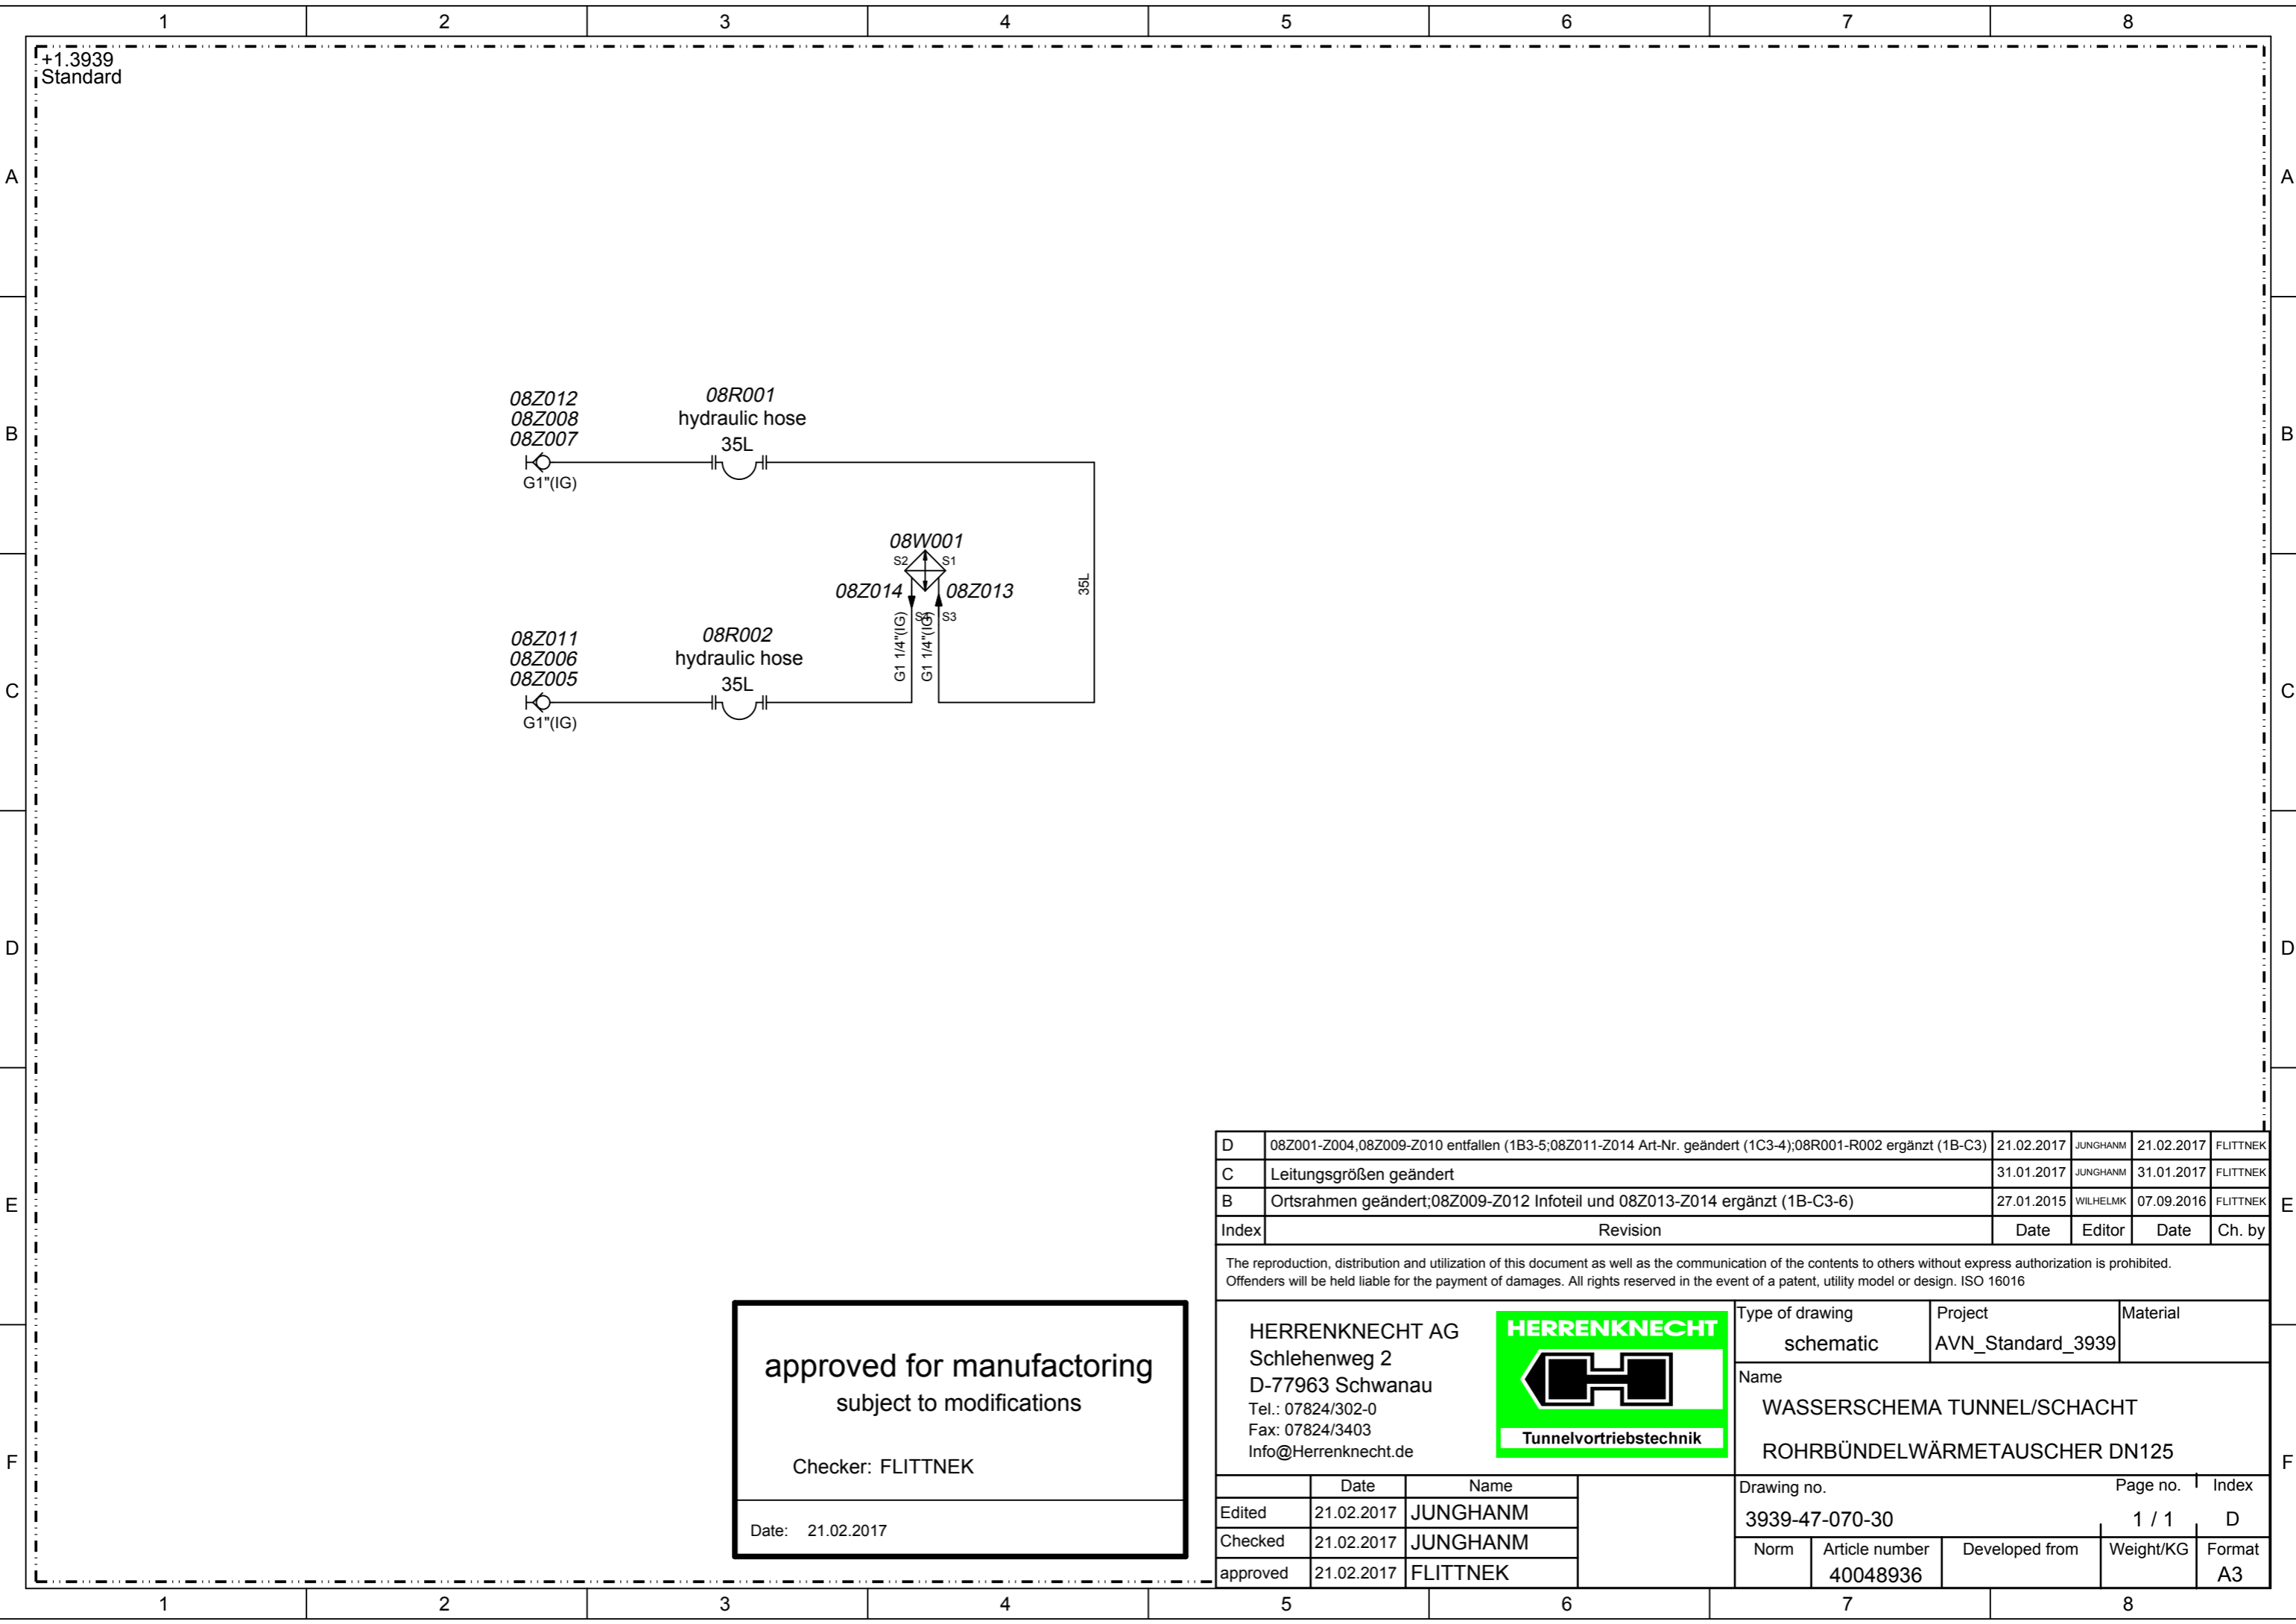 1 2 3 4 5 6 7 8
+1.3939
Standard
A A
B B
C C
D D
E E
F F
08Z012
08Z008
08Z007
G1"(IG)
08R001
hydraulic hose
35L
08W001
S2 S1
08Z014 08Z013
S4 S3
G1 1/4"(IG) G1 1/4"(IG)
35L
08Z011
08Z006
08Z005
G1"(IG)
08R002
hydraulic hose
35L
D 08Z001-Z004,08Z009-Z010 entfallen (1B3-5;08Z011-Z014 Art-Nr. geändert (1C3-4);08R001-R002 ergänzt (1B-C3) 21.02.2017 JUNGHANM 21.02.2017 FLITTNEK
C Leitungsgrößen geändert 31.01.2017 JUNGHANM 31.01.2017 FLITTNEK
B Ortsrahmen geändert;08Z009-Z012 Infoteil und 08Z013-Z014 ergänzt (1B-C3-6) 27.01.2015 WILHELMK 07.09.2016 FLITTNEK
Index Revision Date Editor Date Ch. by
The reproduction, distribution and utilization of this document as well as the communication of the contents to others without express authorization is prohibited.
Offenders will be held liable for the payment of damages. All rights reserved in the event of a patent, utility model or design. ISO 16016
approved for manufactoring
subject to modifications
Checker: FLITTNEK
Date: 21.02.2017
HERRENKNECHT AG
Schlehenweg 2
D-77963 Schwanau
Tel.: 07824/302-0
Fax: 07824/3403
Info@Herrenknecht.de
HERRENKNECHT
Tunnelvortriebstechnik
Type of drawing
schematic
Project
AVN_Standard_3939
Material
Name
WASSERSCHEMA TUNNEL/SCHACHT
ROHRBÜNDELWÄRMETAUSCHER DN125
Date Name
Edited 21.02.2017 JUNGHANM
Checked 21.02.2017 JUNGHANM
approved 21.02.2017 FLITTNEK
Drawing no. Page no. Index
3939-47-070-30 1 / 1 D
Norm Article number Developed from Weight/KG Format
40048936 A3
1 2 3 4 5 6 7 8